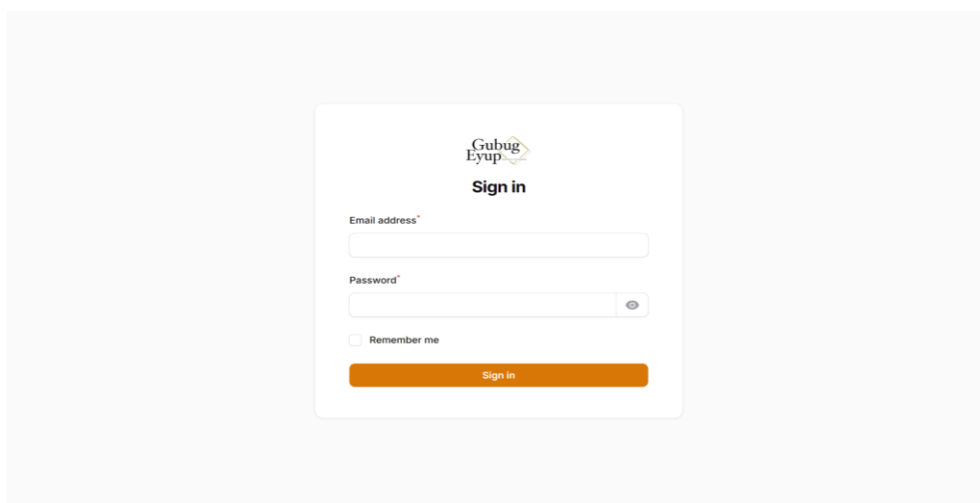 Gubug
Eyup
Sign in
Email address*
Password*
Remember me
Sign in